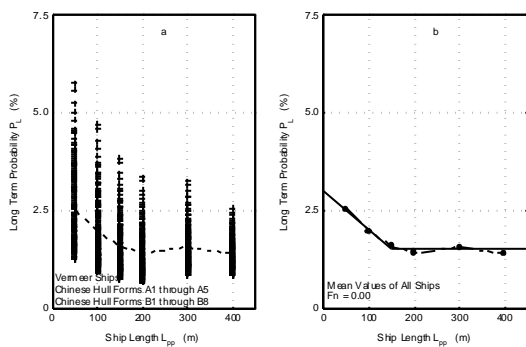 7.5
5.0
2.5
0
Long Term Probability P_L (%)
a
Vermeer Ships
Chinese Hull Forms A1 through A5
Chinese Hull Forms B1 through B8
0 100 200 300 400
Ship Length L_pp (m)
7.5
5.0
2.5
0
Long Term Probability P_L (%)
b
Mean Values of All Ships
Fn = 0.00
0 100 200 300 400
Ship Length L_pp (m)